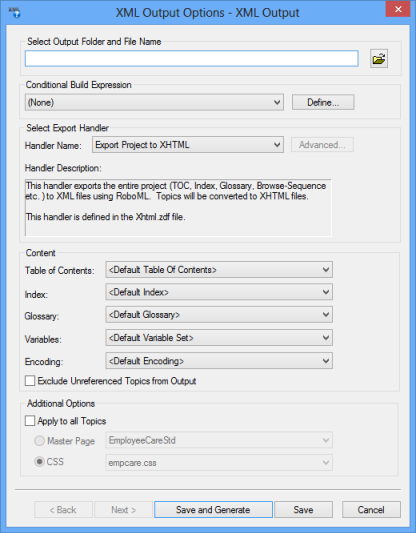 XML Output Options - XML Output
Select Output Folder and File Name
Conditional Build Expression
(None)
Define...
Select Export Handler
Handler Name: Export Project to XHTML
Advanced...
Handler Description:
This handler exports the entire project (TOC, Index, Glossary, Browse-Sequence
etc. ) to XML files using RoboML. Topics will be converted to XHTML files.
This handler is defined in the Xhtml.zdf file.
Content
Table of Contents: <Default Table Of Contents>
Index: <Default Index>
Glossary: <Default Glossary>
Variables: <Default Variable Set>
Encoding: <Default Encoding>
Exclude Unreferenced Topics from Output
Additional Options
Apply to all Topics
Master Page EmployeeCareStd
CSS empcare.css
< Back Next > Save and Generate Save Cancel